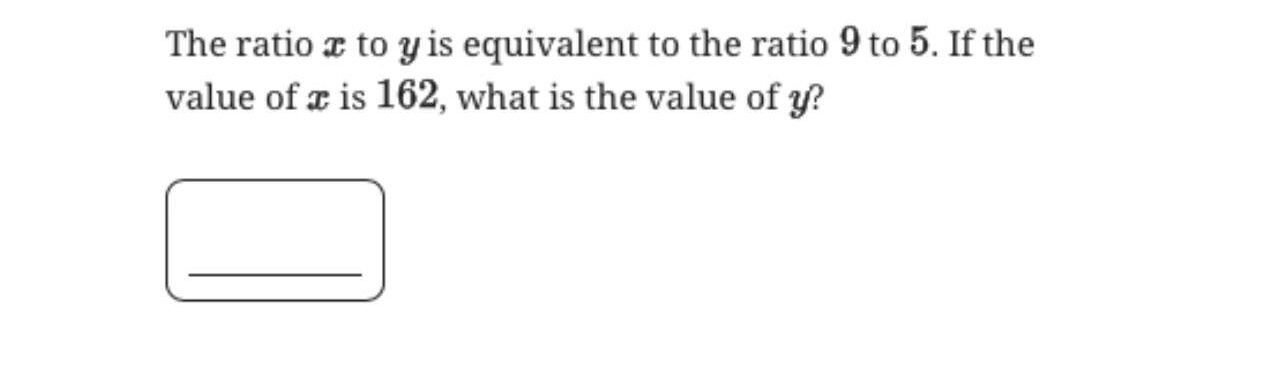 The ratio x to y is equivalent to the ratio 9 to 5. If the
value of x is 162, what is the value of y?